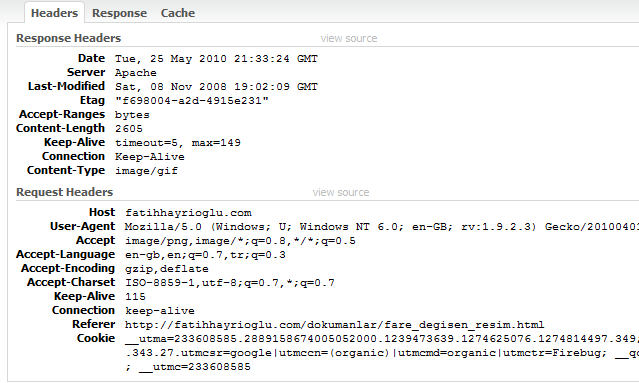 Headers Response Cache
Response Headers view source
Date Tue, 25 May 2010 21:33:24 GMT
Server Apache
Last-Modified Sat, 08 Nov 2008 19:02:09 GMT
Etag "f698004-a2d-4915e231"
Accept-Ranges bytes
Content-Length 2605
Keep-Alive timeout=5, max=149
Connection Keep-Alive
Content-Type image/gif
Request Headers view source
Host fatihhayrioglu.com
User-Agent Mozilla/5.0 (Windows; U; Windows NT 6.0; en-GB; rv:1.9.2.3) Gecko/20100401
Accept image/png,image/*;q=0.8,*/*;q=0.5
Accept-Language en-gb,en;q=0.7,tr;q=0.3
Accept-Encoding gzip,deflate
Accept-Charset ISO-8859-1,utf-8;q=0.7,*;q=0.7
Keep-Alive 115
Connection keep-alive
Referer http://fatihhayrioglu.com/dokumanlar/fare_degisen_resim.html
Cookie __utma=233608585.2889158674005052000.1239473639.1274625076.1274814497.349;
.343.27.utmcsr=google|utmccn=(organic)|utmcmd=organic|utmctr=Firebug; __qc
; __utmc=233608585